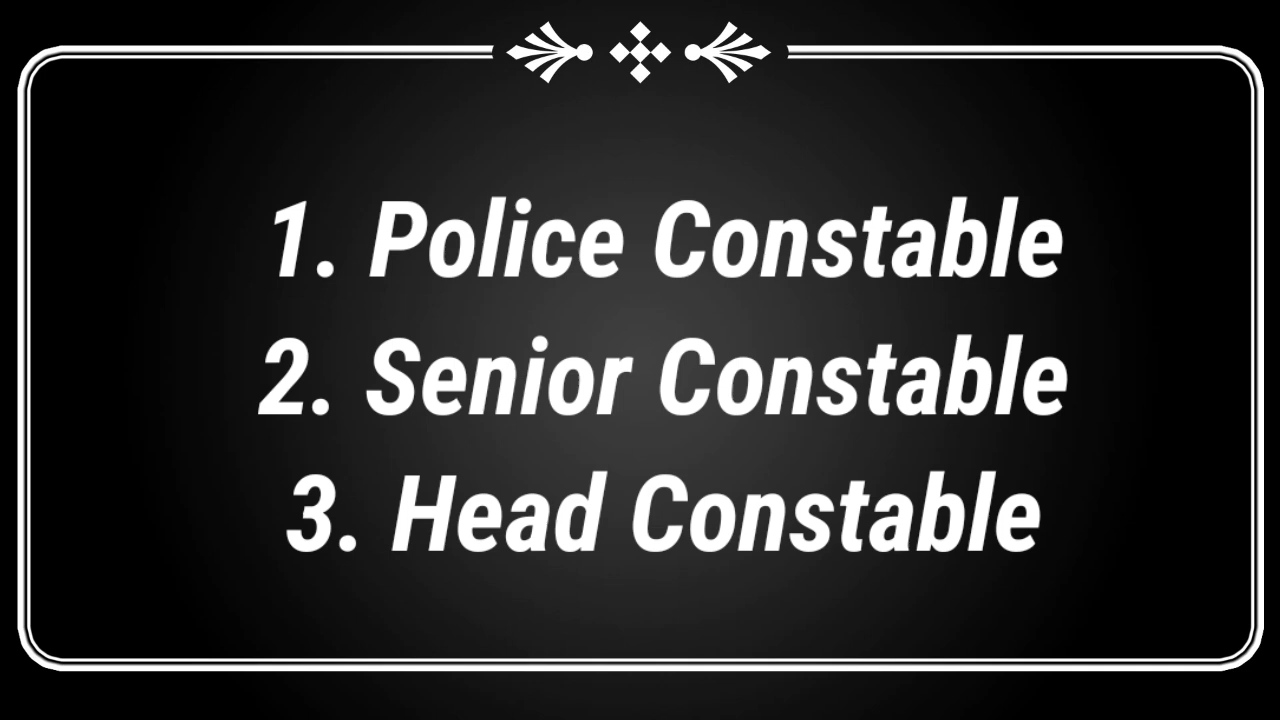 1. Police Constable
2. Senior Constable
3. Head Constable